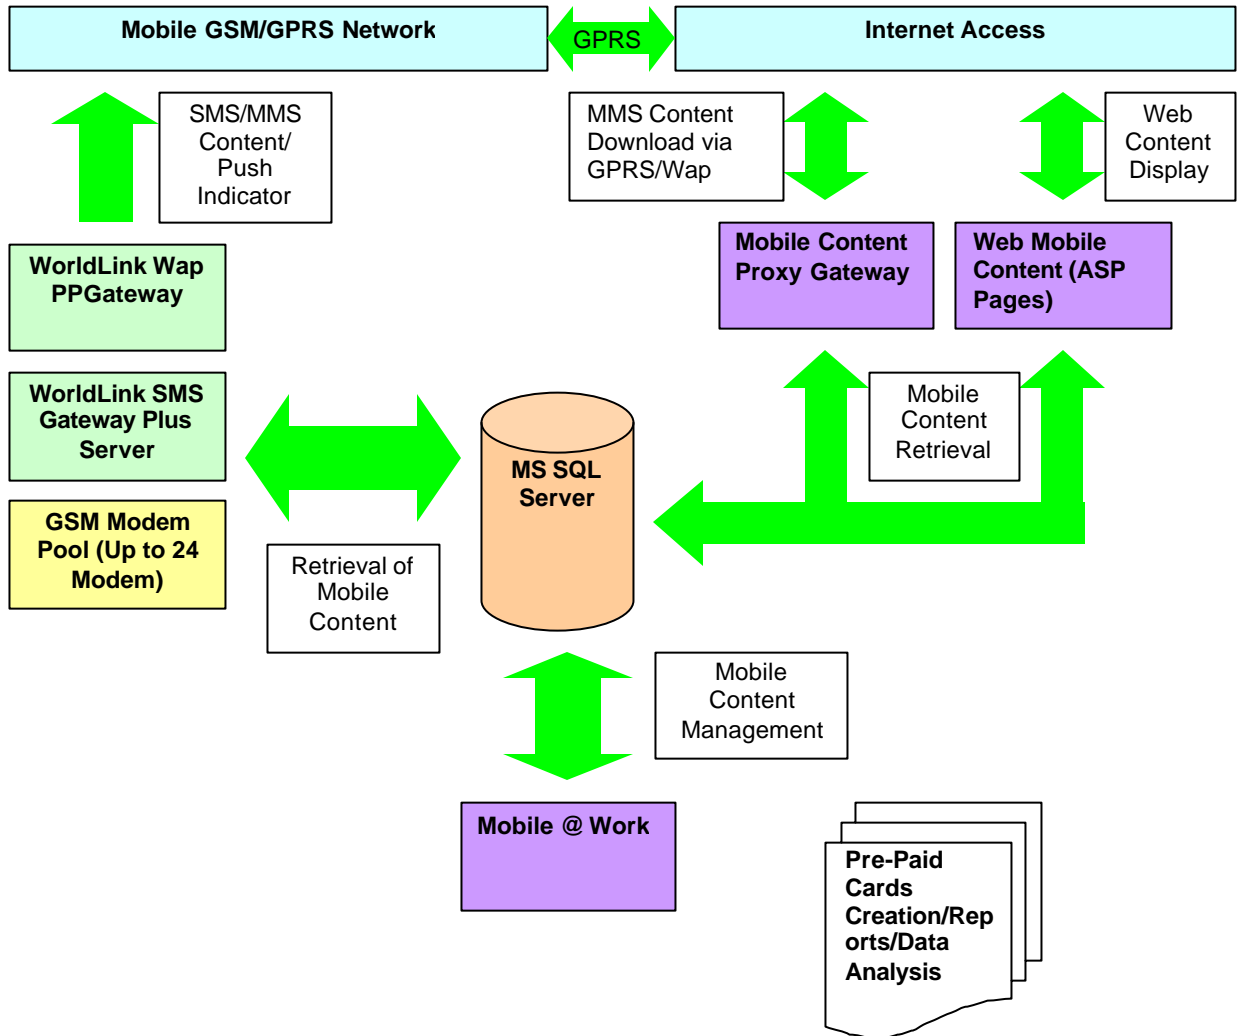 Mobile GSM/GPRS Network
GPRS
Internet Access
SMS/MMS
Content/
Push
Indicator
MMS Content
Download via
GPRS/Wap
Web
Content
Display
WorldLink Wap
PPGateway
Mobile Content
Proxy Gateway
Web Mobile
Content (ASP
Pages)
WorldLink SMS
Gateway Plus
Server
Mobile
Content
Retrieval
MS SQL
Server
GSM Modem
Pool (Up to 24
Modem)
Retrieval of
Mobile
Content
Mobile
Content
Management
Mobile @ Work
Pre-Paid
Cards
Creation/Rep
orts/Data
Analysis